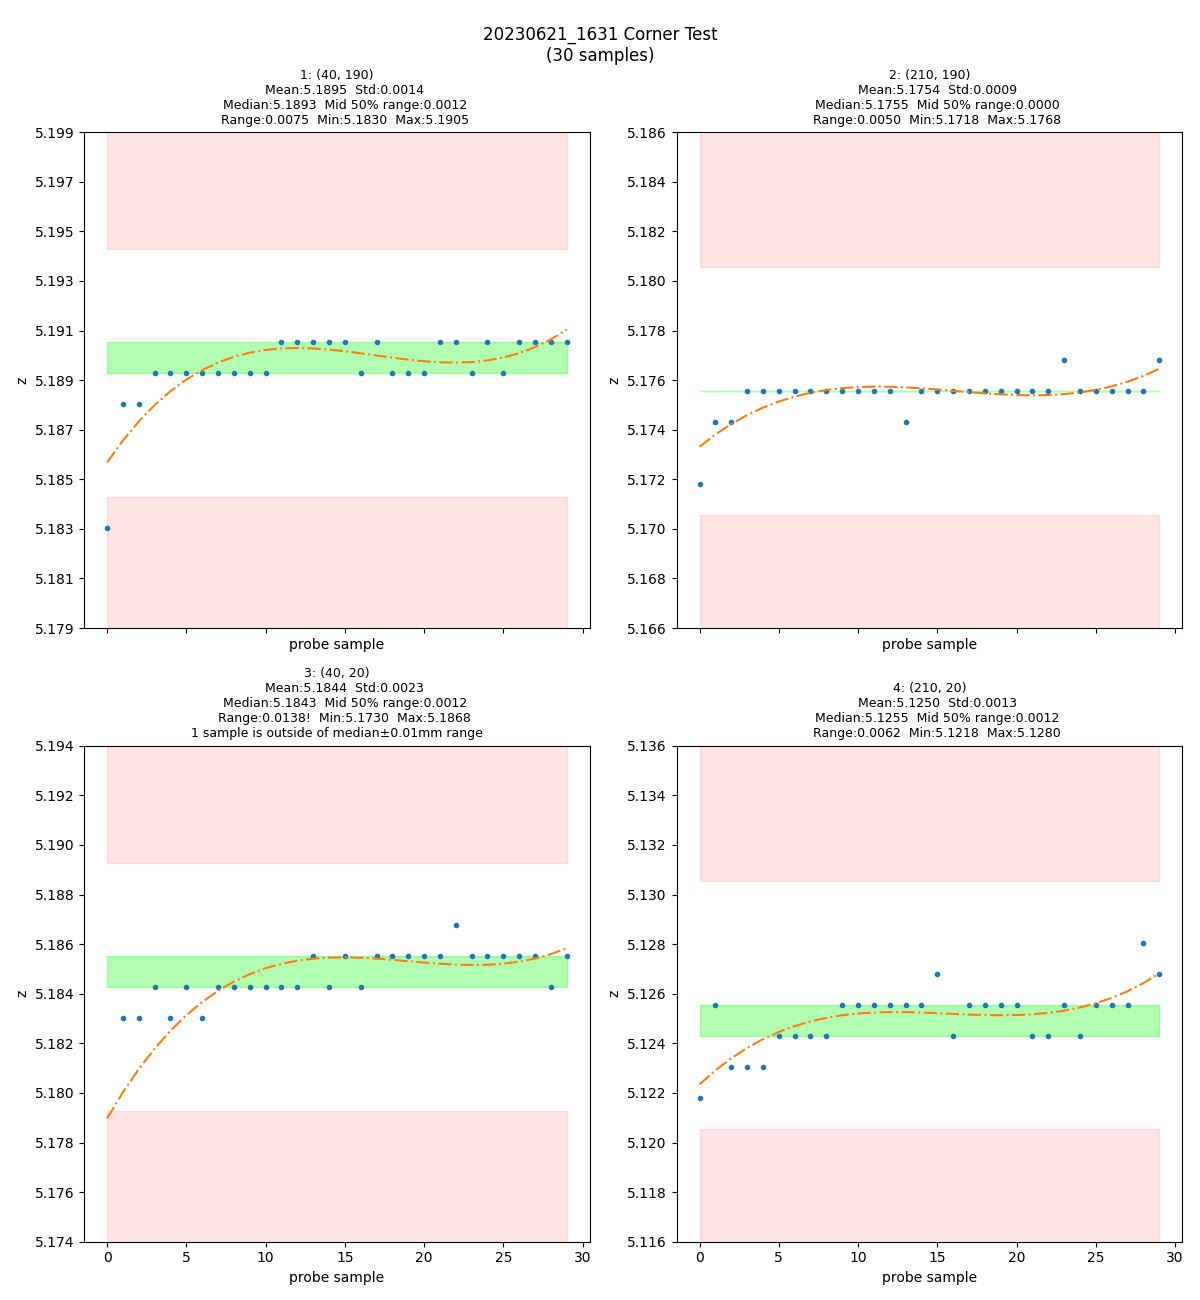 20230621_1631 Corner Test
(30 samples)
1: (40, 190)
Mean:5.1895  Std:0.0014
Median:5.1893  Mid 50% range:0.0012
Range:0.0075  Min:5.1830  Max:5.1905
5.199
5.197
5.195
5.193
5.191
5.189
5.187
5.185
5.183
5.181
5.179
z
probe sample
2: (210, 190)
Mean:5.1754  Std:0.0009
Median:5.1755  Mid 50% range:0.0000
Range:0.0050  Min:5.1718  Max:5.1768
5.186
5.184
5.182
5.180
5.178
5.176
5.174
5.172
5.170
5.168
5.166
z
probe sample
3: (40, 20)
Mean:5.1844  Std:0.0023
Median:5.1843  Mid 50% range:0.0012
Range:0.0138!  Min:5.1730  Max:5.1868
1 sample is outside of median±0.01mm range
5.194
5.192
5.190
5.188
5.186
5.184
5.182
5.180
5.178
5.176
5.174
z
0 5 10 15 20 25 30
probe sample
4: (210, 20)
Mean:5.1250  Std:0.0013
Median:5.1255  Mid 50% range:0.0012
Range:0.0062  Min:5.1218  Max:5.1280
5.136
5.134
5.132
5.130
5.128
5.126
5.124
5.122
5.120
5.118
5.116
z
0 5 10 15 20 25 30
probe sample